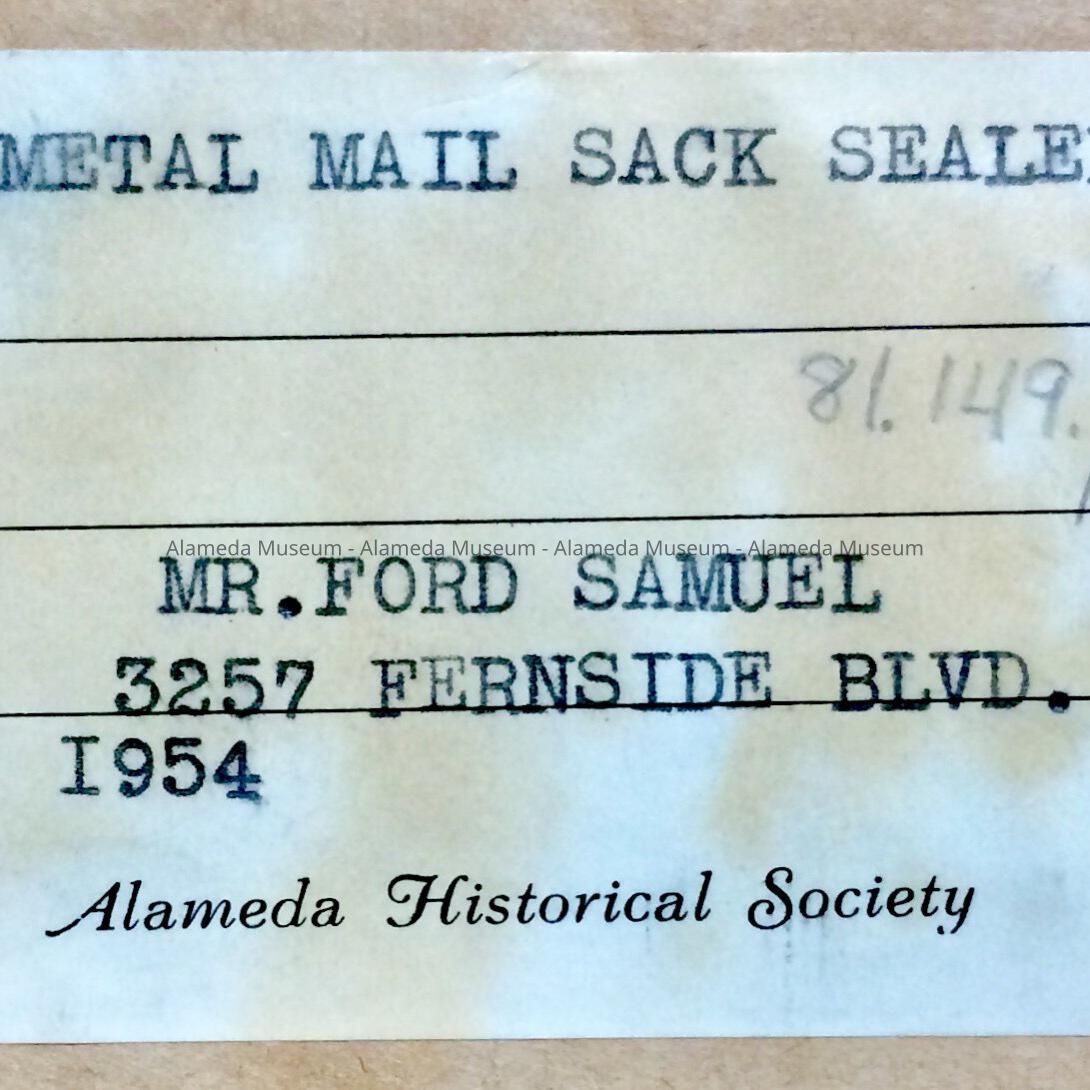 METAL MAIL SACK SEALE
81.149.
Alameda Museum - Alameda Museum - Alameda Museum - Alameda Museum
MR.FORD SAMUEL
3257 FERNSIDE BLVD.
I954
Alameda Historical Society